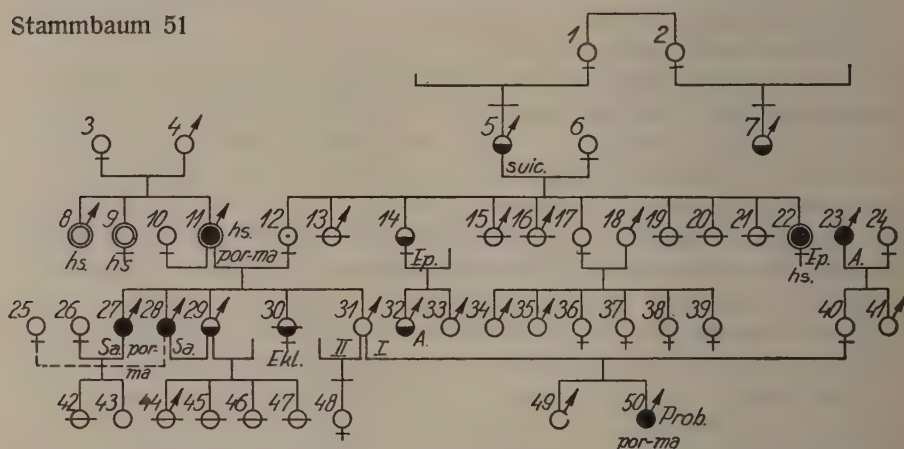 Stammbaum 51
1 2
3 4 5 6 7
suic.
8 9 10 11 hs. 12 13 14 15 16 17 18 19 20 21 22 23 24
hs. hs por-ma Ep. Ep. A.
hs.
25 26 27 28 29 30 31 32 33 34 35 36 37 38 39 40 41
Sa. por- Sa. Ekl. II I A.
ma
42 43 44 45 46 47 48 49 50 Prob.
por-ma